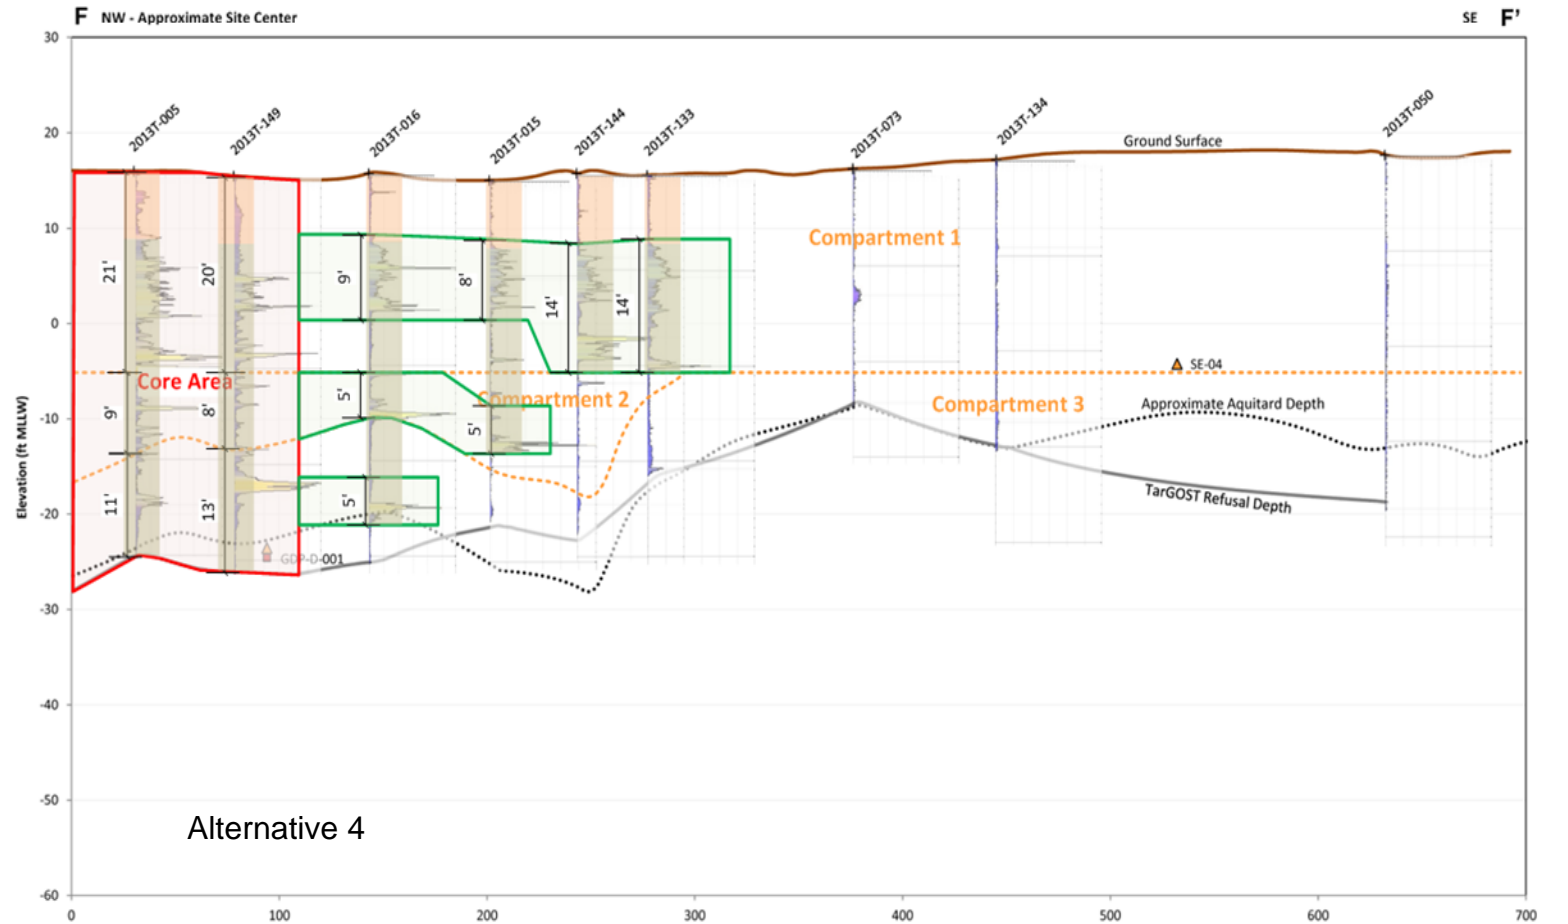 F NW - Approximate Site Center
SE F'
30
20
10
0
-10
-20
-30
-40
-50
-60
Elevation (ft MLLW)
2013T-005
2013T-149
2013T-016
2013T-015
2013T-144
2013T-133
2013T-073
2013T-134
2013T-050
Ground Surface
Compartment 1
21'
20'
9'
8'
14'
14'
SE-04
Core Area
Compartment 2
Compartment 3
Approximate Aquitard Depth
9'
8'
5'
5'
11'
13'
5'
TarGOST Refusal Depth
GDP-D-001
Alternative 4
0
100
200
300
400
500
600
700